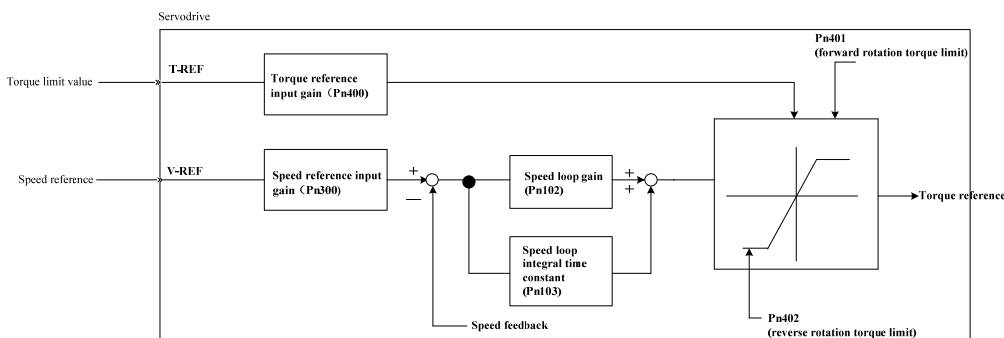 Servodrive
Pn401
(forward rotation torque limit)
Torque limit value
T-REF
Torque reference
input gain（Pn400)
Speed reference
V-REF
Speed reference input
gain（Pn300)
+
—
Speed loop gain
(Pn102)
+
+
Torque reference
Speed loop
integral time
constant
(Pn103)
Speed feedback
Pn402
(reverse rotation torque limit)